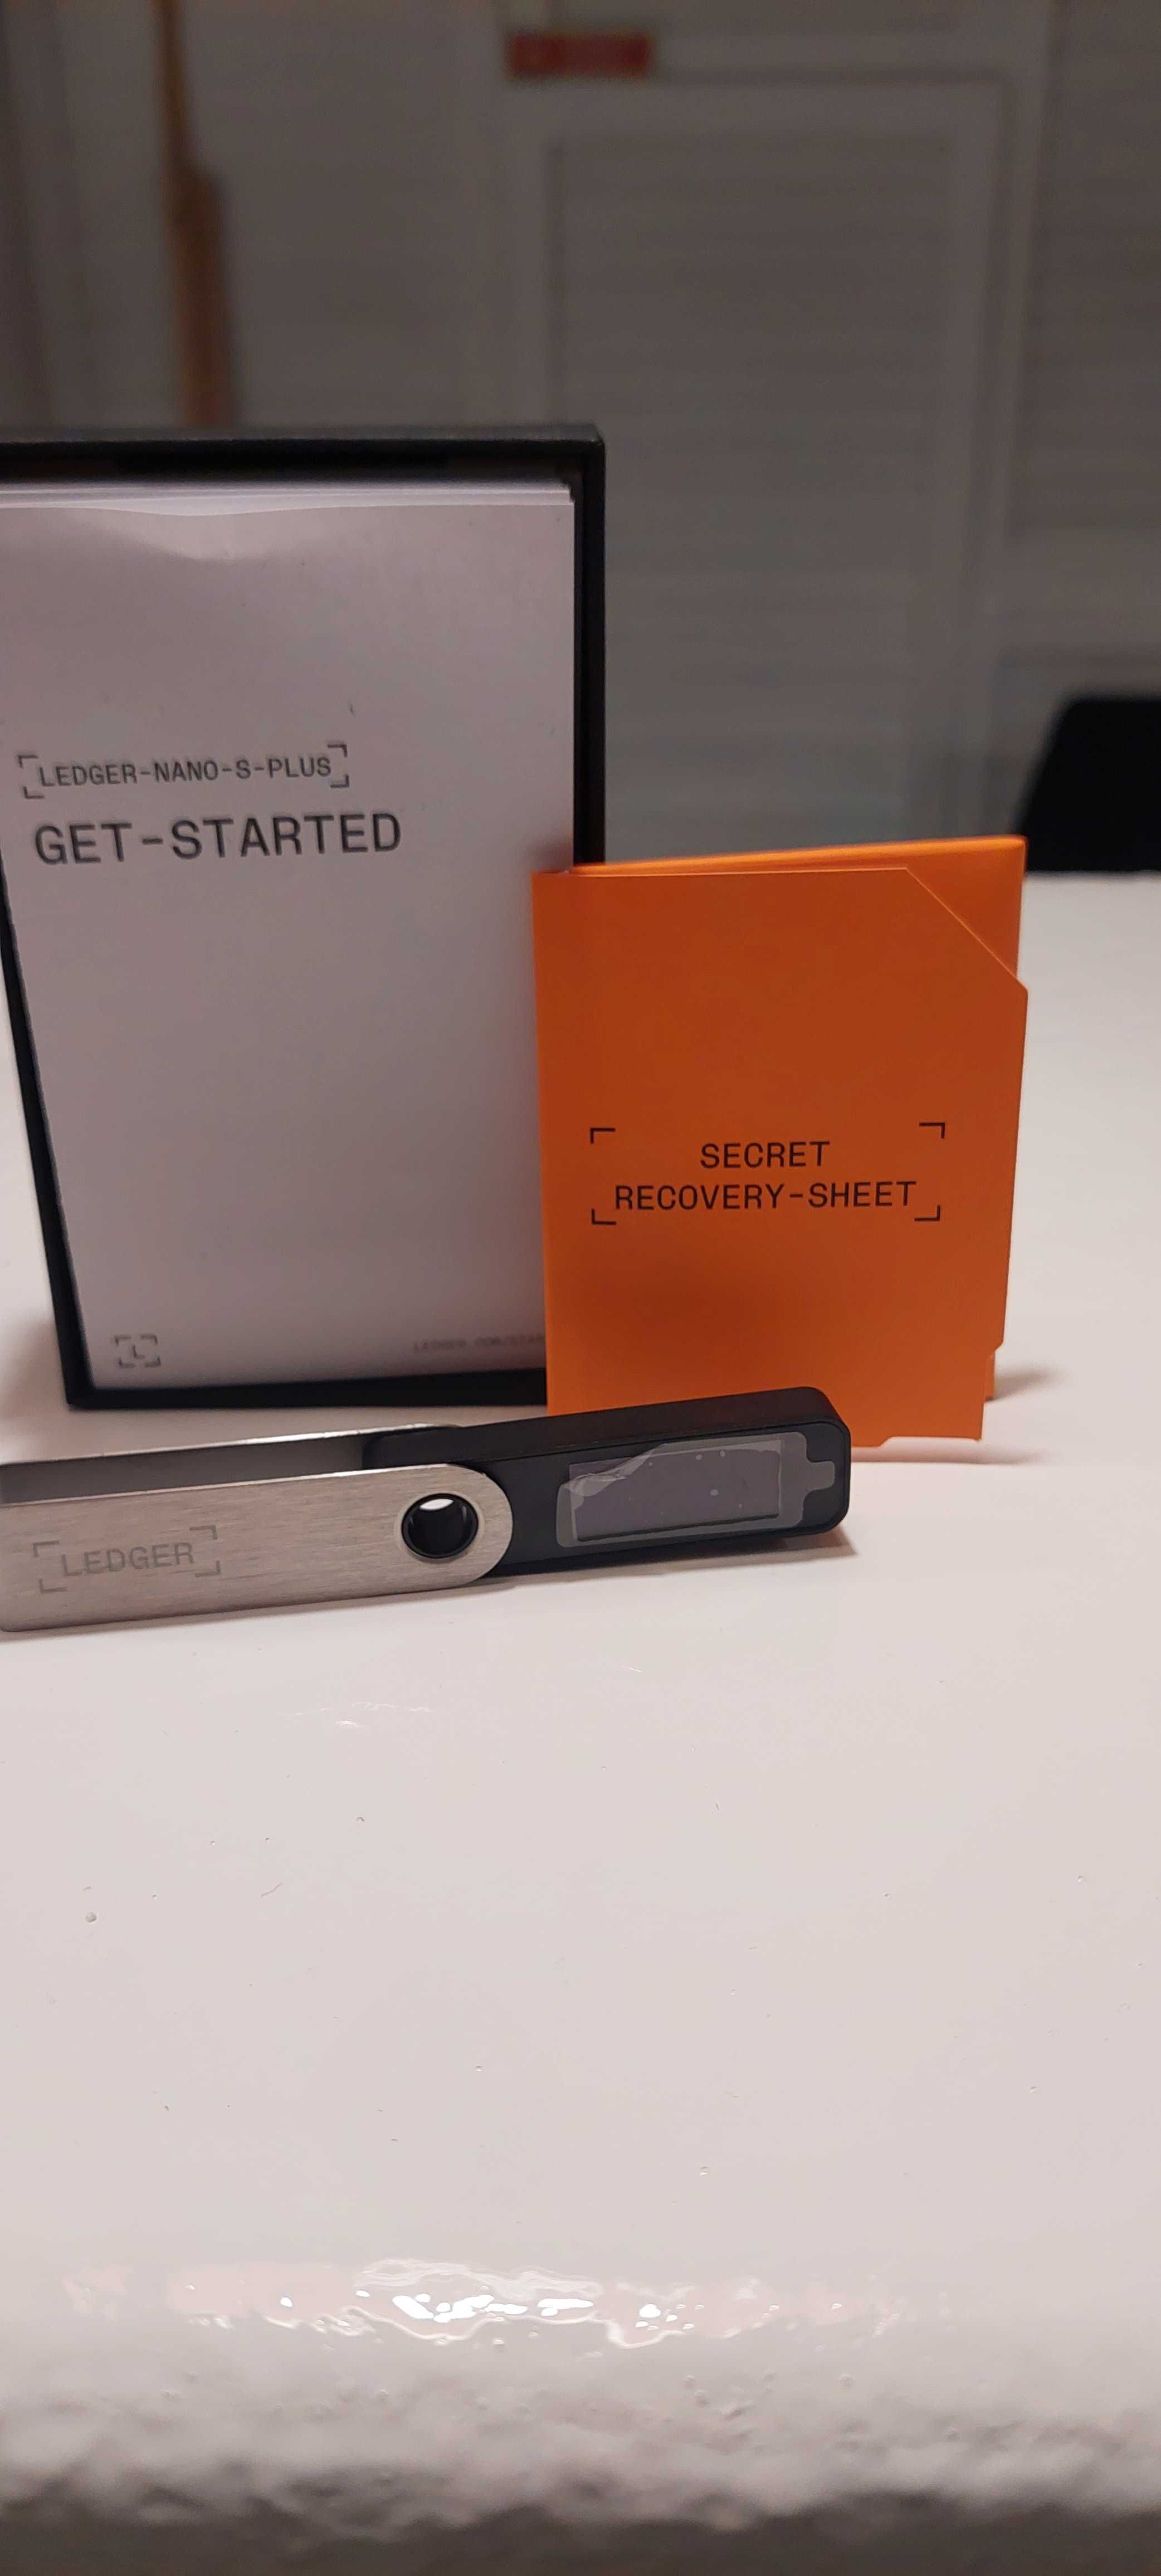 LEDGER-NANO-S-PLUS
GET-STARTED
SECRET
RECOVERY-SHEET
LEDGER